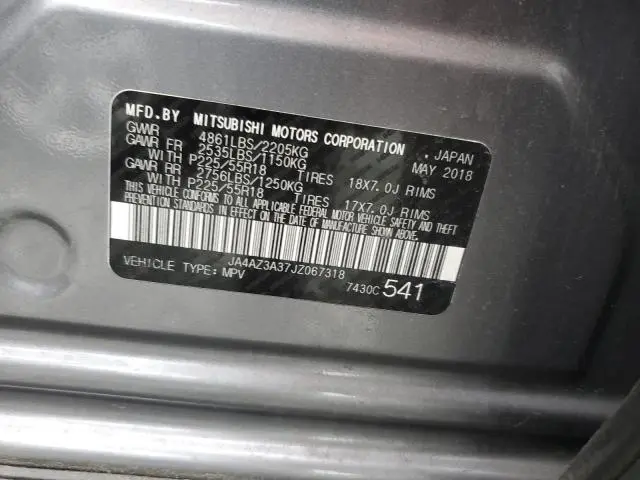 MFD.BY MITSUBISHI MOTORS CORPORATION , JAPAN
GVWR 4861LBS/2205KG MAY 2018
GAWR FR 2535LBS/1150KG
WITH P225/55R18 TIRES 18X7.0J RIMS
GAWR RR 2756LBS/1250KG
WITH P225/55R18 TIRES 17X7.0J RIMS
THIS VEHICLE CONFORMS TO ALL APPLICABLE FEDERAL MOTOR VEHICLE SAFETY AND
THEFT PREVENTION STANDARDS IN EFFECT ON THE DATE OF MANUFACTURE SHOWN ABOVE.
JA4AZ3A37JZ067318
VEHICLE TYPE: MPV 7430C 541